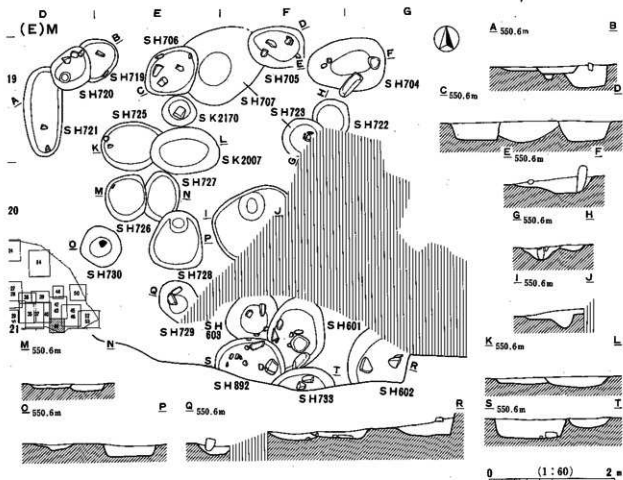 D E F G
(E)M
19
20
21
SH706
B
D
SH719
SH720
SH705
E
F
SH704
SH707
H
A
C
SH725
SK2170
SH723
SH722
SH721
K
L
G
SK2007
SH727
M
N
I
J
SH726
P
O
SH730
SH728
Q
SH729
SH603
SH601
S
T
R
SH892
SH733
SH602
A 550.6m B
C 550.6m D
E 550.6m F
G 550.6m H
I 550.6m J
K 550.6m L
M 550.6m N
O 550.6m P
Q 550.6m R
S 550.6m T
0 (1:60) 2m